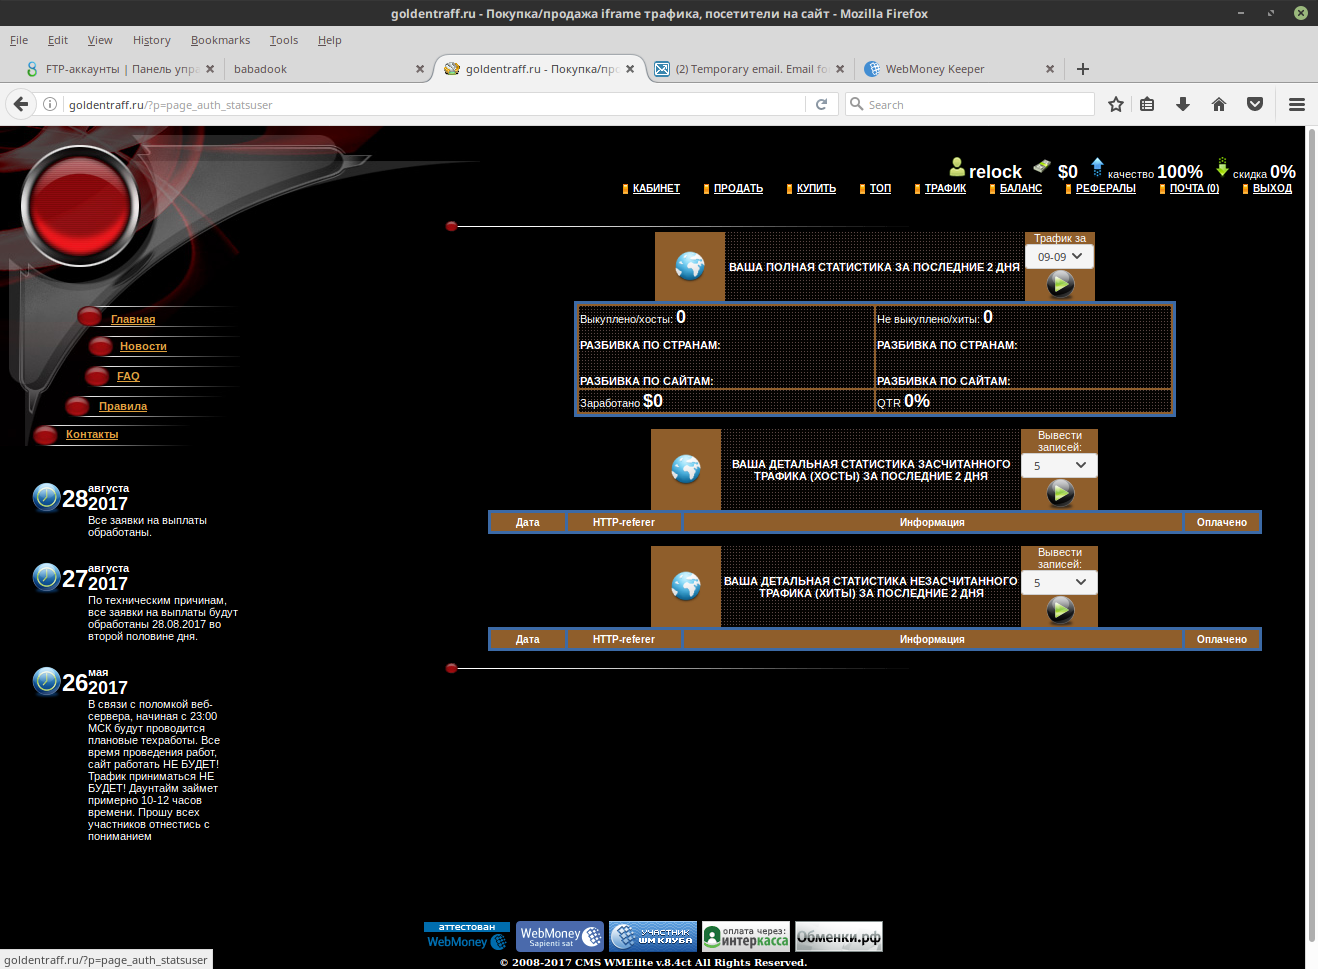 goldentraff.ru - Покупка/продажа iframe трафика, посетители на сайт - Mozilla Firefox
File Edit View History Bookmarks Tools Help
FTP-аккаунты | Панель упра
babadook
goldentraff.ru - Покупка/про
(2) Temporary email. Email fo
WebMoney Keeper
goldentraff.ru/?p=page_auth_statsuser
Search
relock $0 качество 100% скидка 0%
КАБИНЕТ ПРОДАТЬ КУПИТЬ ТОП ТРАФИК БАЛАНС РЕФЕРАЛЫ ПОЧТА (0) ВЫХОД
Главная
Новости
FAQ
Правила
Контакты
28 августа
2017
Все заявки на выплаты
обработаны.
27 августа
2017
По техническим причинам,
все заявки на выплаты будут
обработаны 28.08.2017 во
второй половине дня.
26 мая
2017
В связи с поломкой веб-
сервера, начиная с 23:00
МСК будут проводится
плановые техработы. Все
время проведения работ,
сайт работать НЕ БУДЕТ!
Трафик приниматься НЕ
БУДЕТ! Даунтайм займет
примерно 10-12 часов
времени. Прошу всех
участников отнестись с
пониманием
ВАША ПОЛНАЯ СТАТИСТИКА ЗА ПОСЛЕДНИЕ 2 ДНЯ
Трафик за
09-09
Выкуплено/хосты: 0
Не выкуплено/хиты: 0
РАЗБИВКА ПО СТРАНАМ:
РАЗБИВКА ПО СТРАНАМ:
РАЗБИВКА ПО САЙТАМ:
РАЗБИВКА ПО САЙТАМ:
Заработано $0
QTR 0%
ВАША ДЕТАЛЬНАЯ СТАТИСТИКА ЗАСЧИТАННОГО
ТРАФИКА (ХОСТЫ) ЗА ПОСЛЕДНИЕ 2 ДНЯ
Вывести
записей:
5
Дата HTTP-referer Информация Оплачено
ВАША ДЕТАЛЬНАЯ СТАТИСТИКА НЕЗАСЧИТАННОГО
ТРАФИКА (ХИТЫ) ЗА ПОСЛЕДНИЕ 2 ДНЯ
Вывести
записей:
5
Дата HTTP-referer Информация Оплачено
аттестован
WebMoney
WebMoney
Sapienti sat
УЧАСТНИК
WM КЛУБА
оплата через:
интеркасса
Обменки.рф
© 2008-2017 CMS WMElite v.8.4ct All Rights Reserved.
goldentraff.ru/?p=page_auth_statsuser